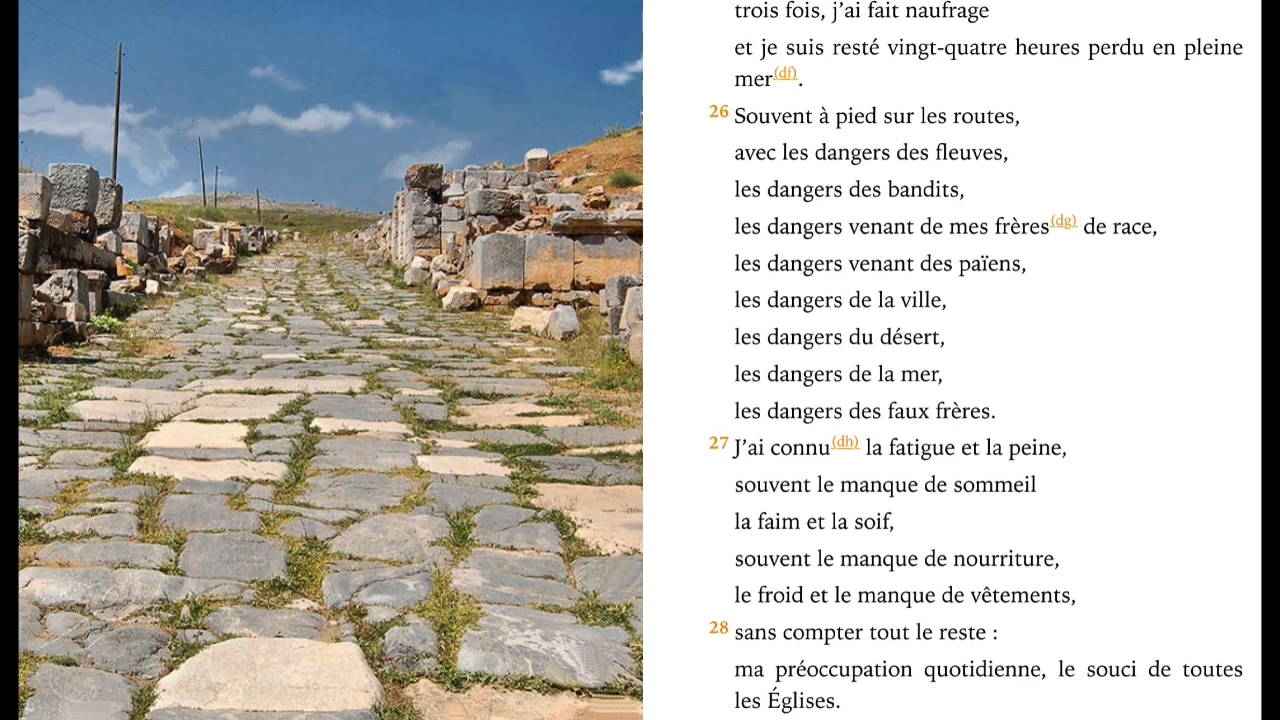 trois fois, j’ai fait naufrage
et je suis resté vingt-quatre heures perdu en pleine
mer(df).
26 Souvent à pied sur les routes,
avec les dangers des fleuves,
les dangers des bandits,
les dangers venant de mes frères(dg) de race,
les dangers venant des païens,
les dangers de la ville,
les dangers du désert,
les dangers de la mer,
les dangers des faux frères.
27 J’ai connu(dh) la fatigue et la peine,
souvent le manque de sommeil
la faim et la soif,
souvent le manque de nourriture,
le froid et le manque de vêtements,
28 sans compter tout le reste :
ma préoccupation quotidienne, le souci de toutes
les Églises.